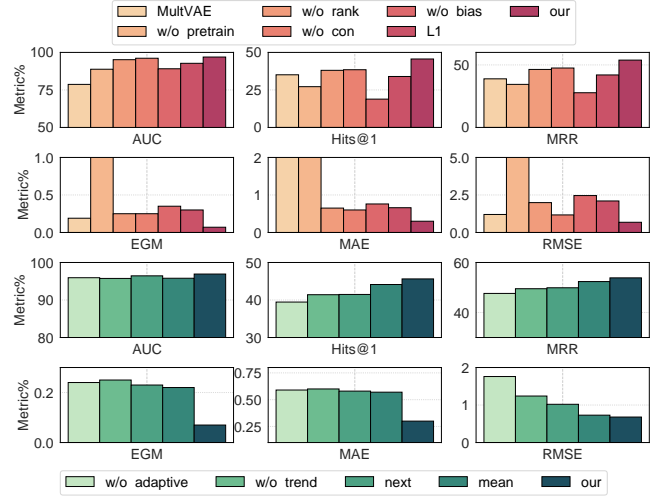 MultVAE w/o rank w/o bias our
w/o pretrain w/o con L1
Metric% 100 75 50 AUC
50 25 0 Hits@1
50 0 MRR
Metric% 1.0 0.5 0.0 EGM
2 1 0 MAE
5.0 2.5 0.0 RMSE
Metric% 100 90 80 AUC
50 40 30 Hits@1
60 40 MRR
Metric% 0.2 0.0 EGM
0.75 0.50 0.25 MAE
2 1 0 RMSE
w/o adaptive w/o trend next mean our